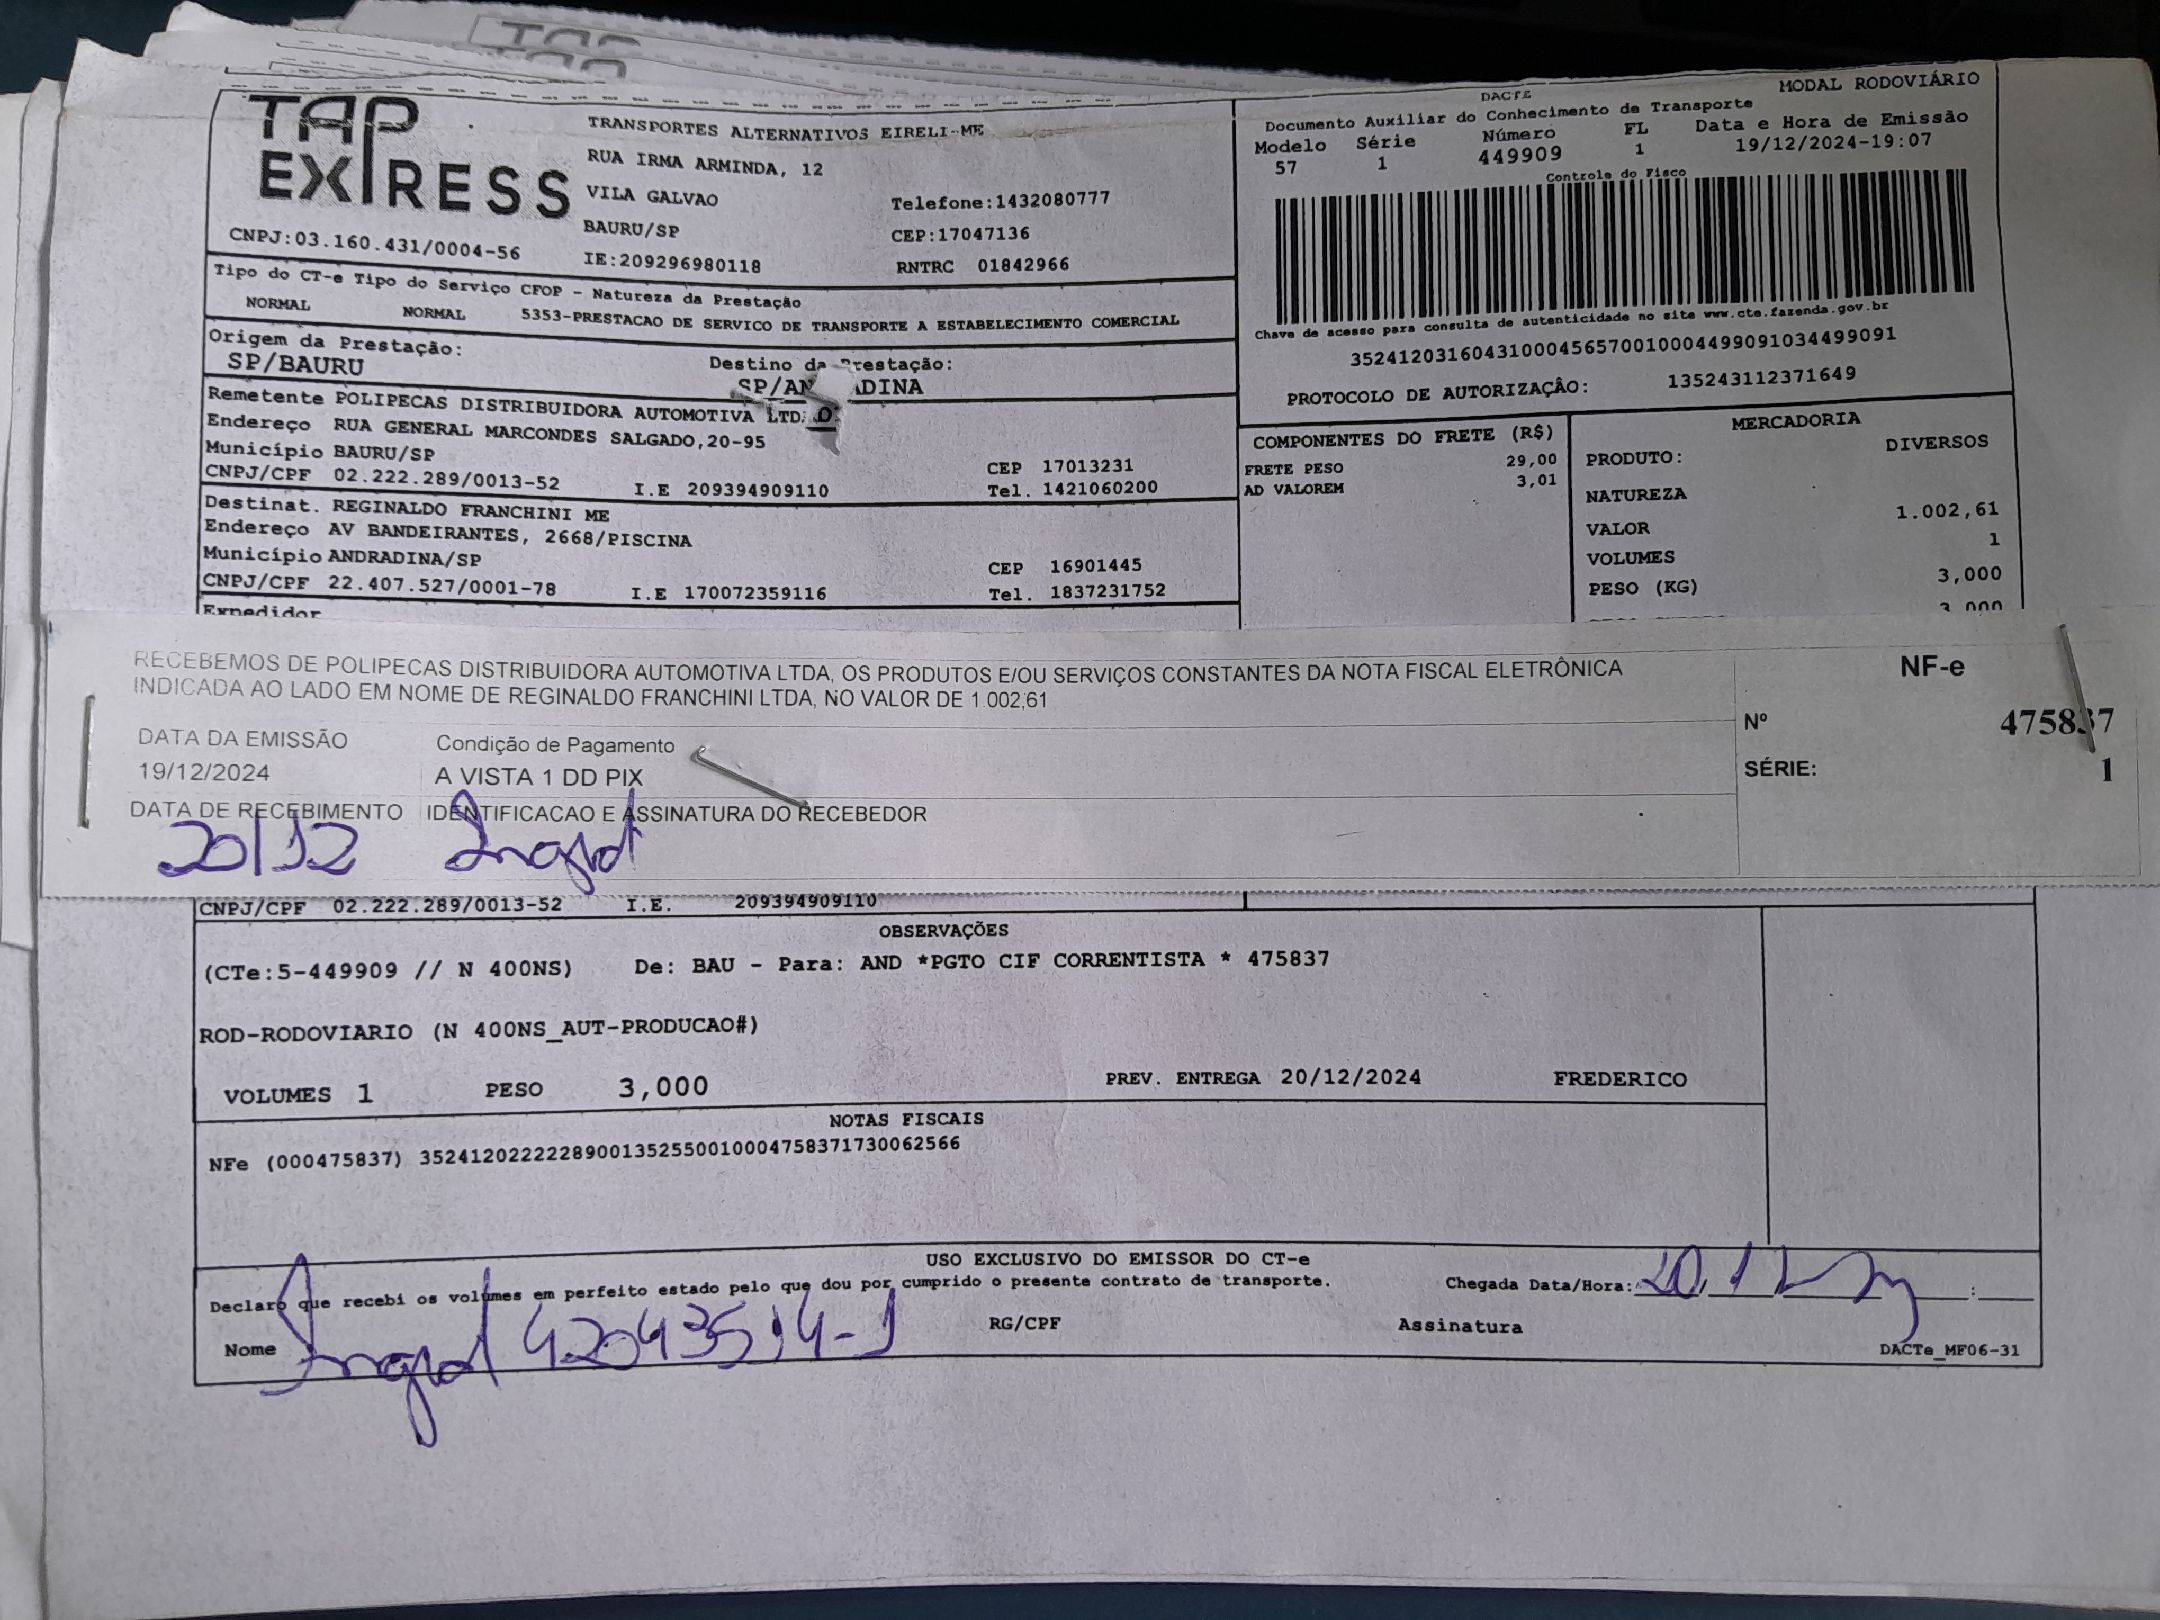 TAP
EXPRESS
TRANSPORTES ALTERNATIVOS EIRELI-ME
RUA IRMA ARMINDA, 12
VILA GALVAO
Telefone:1432080777
BAURU/SP
CEP:17047136
CNPJ:03.160.431/0004-56
IE:209296980118
RNTRC 01842966
DACTE
MODAL RODOVIÁRIO
Documento Auxiliar do Conhecimento de Transporte
Modelo Série Número FL Data e Hora de Emissão
57 1 449909 1 19/12/2024-19:07
Controle do Fisco
Chave de acesso para consulta de autenticidade no site www.cte.fazenda.gov.br
35241203160431000456570010004499091034499091
PROTOCOLO DE AUTORIZAÇÃO: 135243112371649
Tipo do CT-e Tipo do Serviço CFOP - Natureza da Prestação
NORMAL NORMAL 5353-PRESTACAO DE SERVICO DE TRANSPORTE A ESTABELECIMENTO COMERCIAL
Origem da Prestação: Destino da Prestação:
SP/BAURU
Remetente POLIPECAS DISTRIBUIDORA AUTOMOTIVA
Endereço RUA GENERAL MARCONDES SALGADO,20-95
Município BAURU/SP CEP 17013231
CNPJ/CPF 02.222.289/0013-52 I.E 209394909110 Tel. 1421060200
Destinat. REGINALDO FRANCHINI ME
Endereço AV BANDEIRANTES, 2668/PISCINA
Município ANDRADINA/SP CEP 16901445
CNPJ/CPF 22.407.527/0001-78 I.E 170072359116 Tel. 1837231752
Expedidor
COMPONENTES DO FRETE (R$)
FRETE PESO 29,00
AD VALOREM 3,01
MERCADORIA
PRODUTO: DIVERSOS
NATUREZA
VALOR 1.002,61
VOLUMES 1
PESO (KG) 3,000
3,000
RECEBEMOS DE POLIPECAS DISTRIBUIDORA AUTOMOTIVA LTDA, OS PRODUTOS E/OU SERVIÇOS CONSTANTES DA NOTA FISCAL ELETRÔNICA
INDICADA AO LADO EM NOME DE REGINALDO FRANCHINI LTDA, NO VALOR DE 1.002,61
NF-e
Nº 475837
SÉRIE: 1
DATA DA EMISSÃO Condição de Pagamento
19/12/2024 A VISTA 1 DD PIX
DATA DE RECEBIMENTO IDENTIFICACAO E ASSINATURA DO RECEBEDOR
20/12 Ingrid
CNPJ/CPF 02.222.289/0013-52 I.E. 209394909110
OBSERVAÇÕES
(CTe:5-449909 // N 400NS) De: BAU - Para: AND *PGTO CIF CORRENTISTA * 475837
ROD-RODOVIARIO (N 400NS_AUT-PRODUCAO#)
VOLUMES 1 PESO 3,000 PREV. ENTREGA 20/12/2024 FREDERICO
NOTAS FISCAIS
NFe (000475837) 35241202222289001352550010004758371730062566
USO EXCLUSIVO DO EMISSOR DO CT-e
Declaro que recebi os volumes em perfeito estado pelo que dou por cumprido o presente contrato de transporte.
Chegada Data/Hora: 20/12 :
Nome Ingrid RG/CPF Assinatura
DACTe_MF06-31